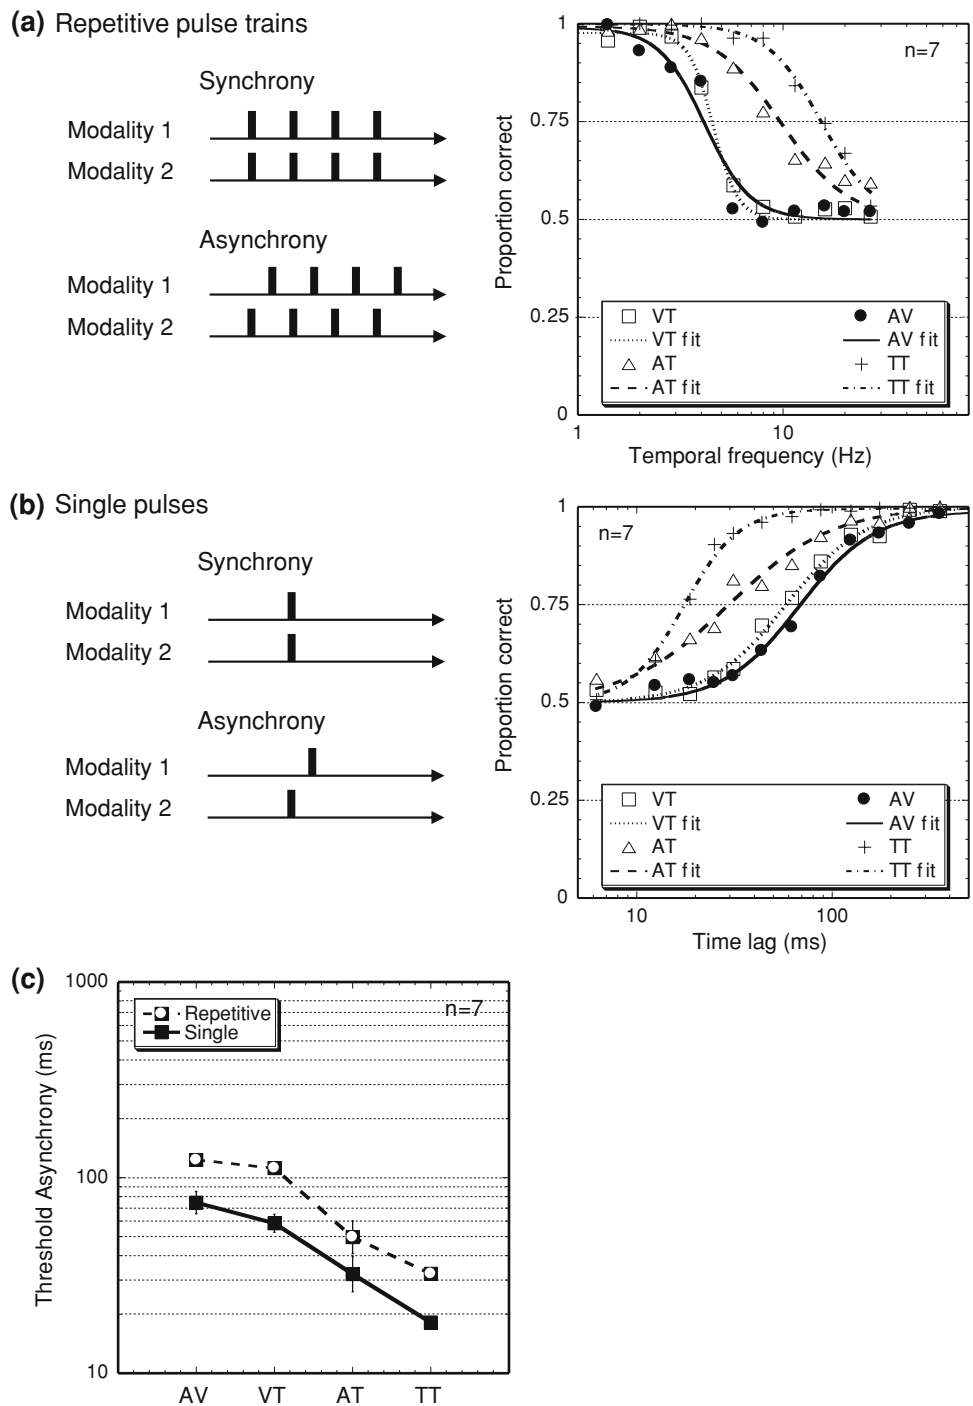 (a) Repetitive pulse trains
Synchrony
Modality 1
Modality 2
Asynchrony
Modality 1
Modality 2
1
0.75
0.5
0.25
0
Proportion correct
n=7
VT
AV
VT fit
AV fit
AT
TT
AT fit
TT fit
1
10
Temporal frequency (Hz)
(b) Single pulses
Synchrony
Modality 1
Modality 2
Asynchrony
Modality 1
Modality 2
1
0.75
0.5
0.25
0
Proportion correct
n=7
VT
AV
VT fit
AV fit
AT
TT
AT fit
TT fit
10
100
Time lag (ms)
(c)
1000
100
10
Threshold Asynchrony (ms)
Repetitive
Single
n=7
AV
VT
AT
TT